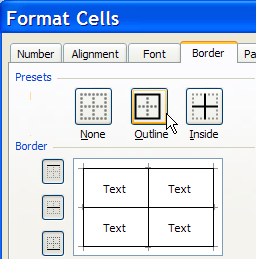 Format Cells
Number Alignment Font Border Pa
Presets
None Outline Inside
Border
Text Text
Text Text